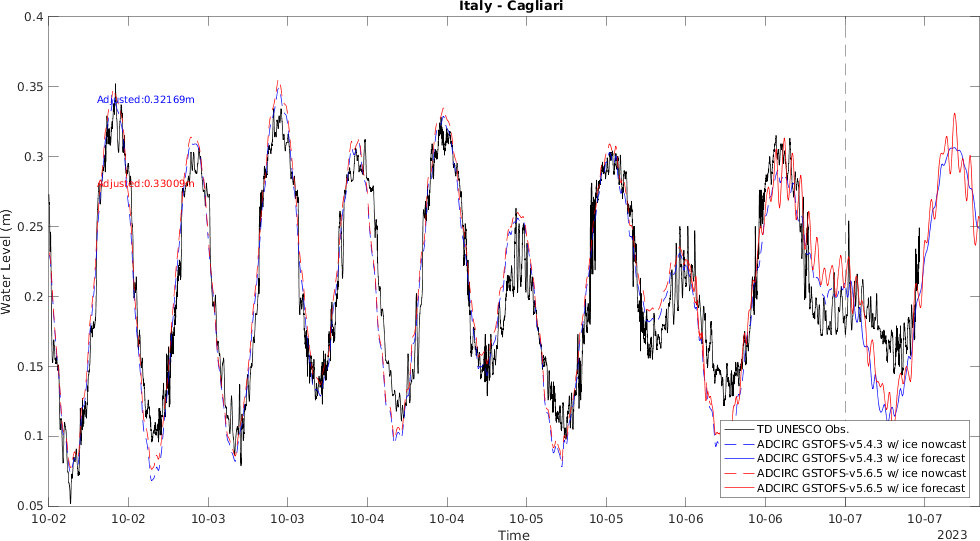 Italy - Cagliari
Water Level (m)
0.4
0.35
0.3
0.25
0.2
0.15
0.1
0.05
Adjusted:0.32169m
Adjusted:0.33009m
TD UNESCO Obs.
ADCIRC GSTOFS-v5.4.3 w/ ice nowcast
ADCIRC GSTOFS-v5.4.3 w/ ice forecast
ADCIRC GSTOFS-v5.6.5 w/ ice nowcast
ADCIRC GSTOFS-v5.6.5 w/ ice forecast
10-02 10-02 10-03 10-03 10-04 10-04 10-05 10-05 10-06 10-06 10-07 10-07
Time
2023